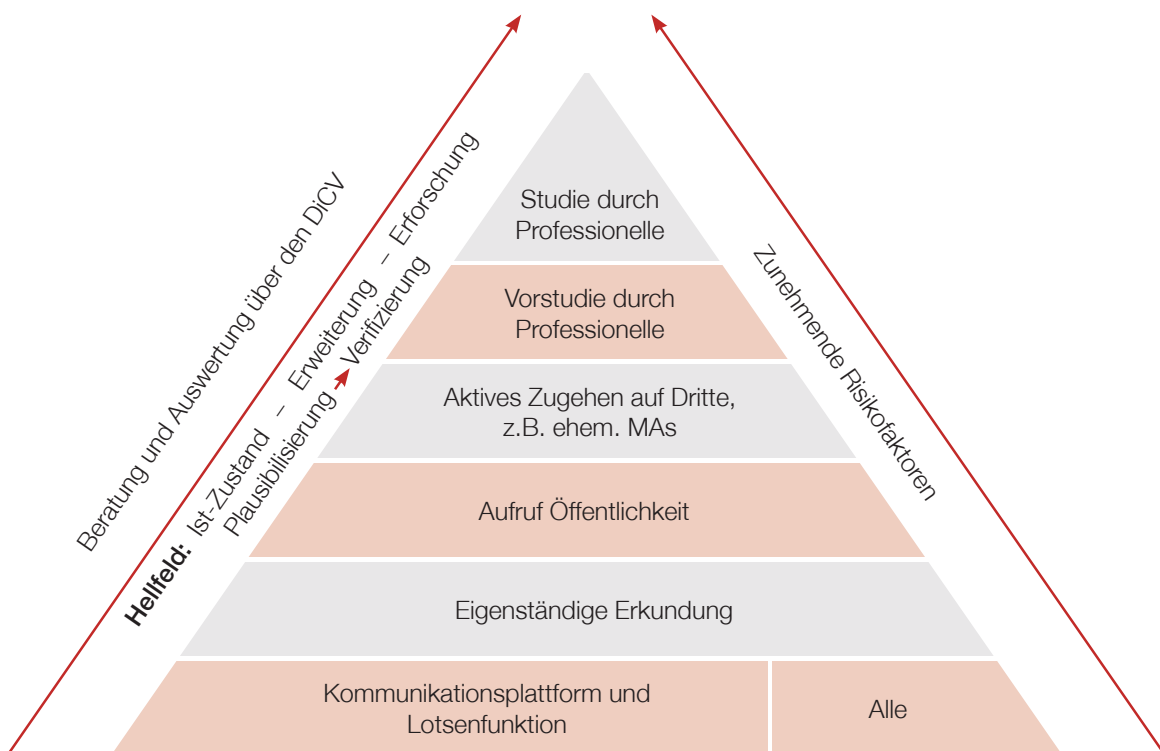 Beratung und Auswertung über den DiCV
Hellfeld: Ist-Zustand – Erweiterung – Erforschung
Plausibilisierung → Verifizierung
Studie durch
Professionelle
Vorstudie durch
Professionelle
Aktives Zugehen auf Dritte,
z.B. ehem. MAs
Aufruf Öffentlichkeit
Eigenständige Erkundung
Kommunikationsplattform und
Lotsenfunktion
Alle
Zunehmende Risikofaktoren